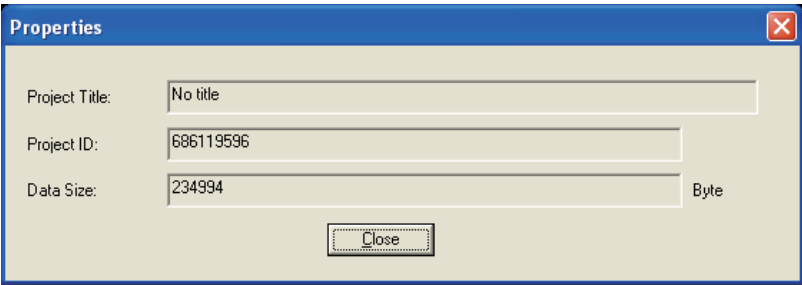 Properties
Project Title: No title
Project ID: 686119596
Data Size: 234994 Byte
Close